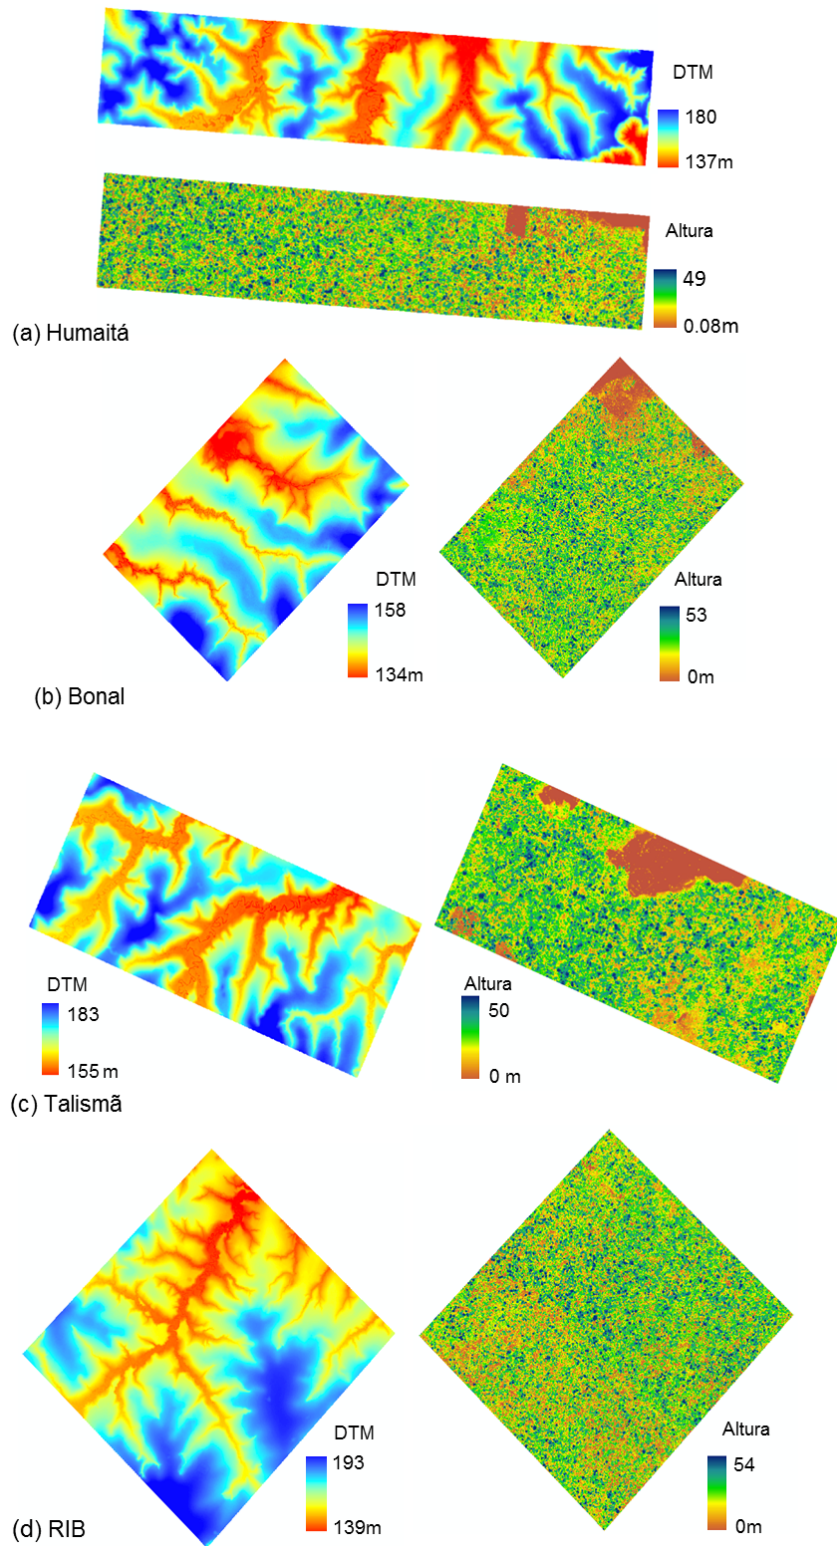 DTM
180
137m
Altura
49
0.08m
(a) Humaitá
DTM
158
134m
Altura
53
0m
(b) Bonal
DTM
183
155 m
Altura
50
0 m
(c) Talismã
DTM
193
139m
Altura
54
0m
(d) RIB